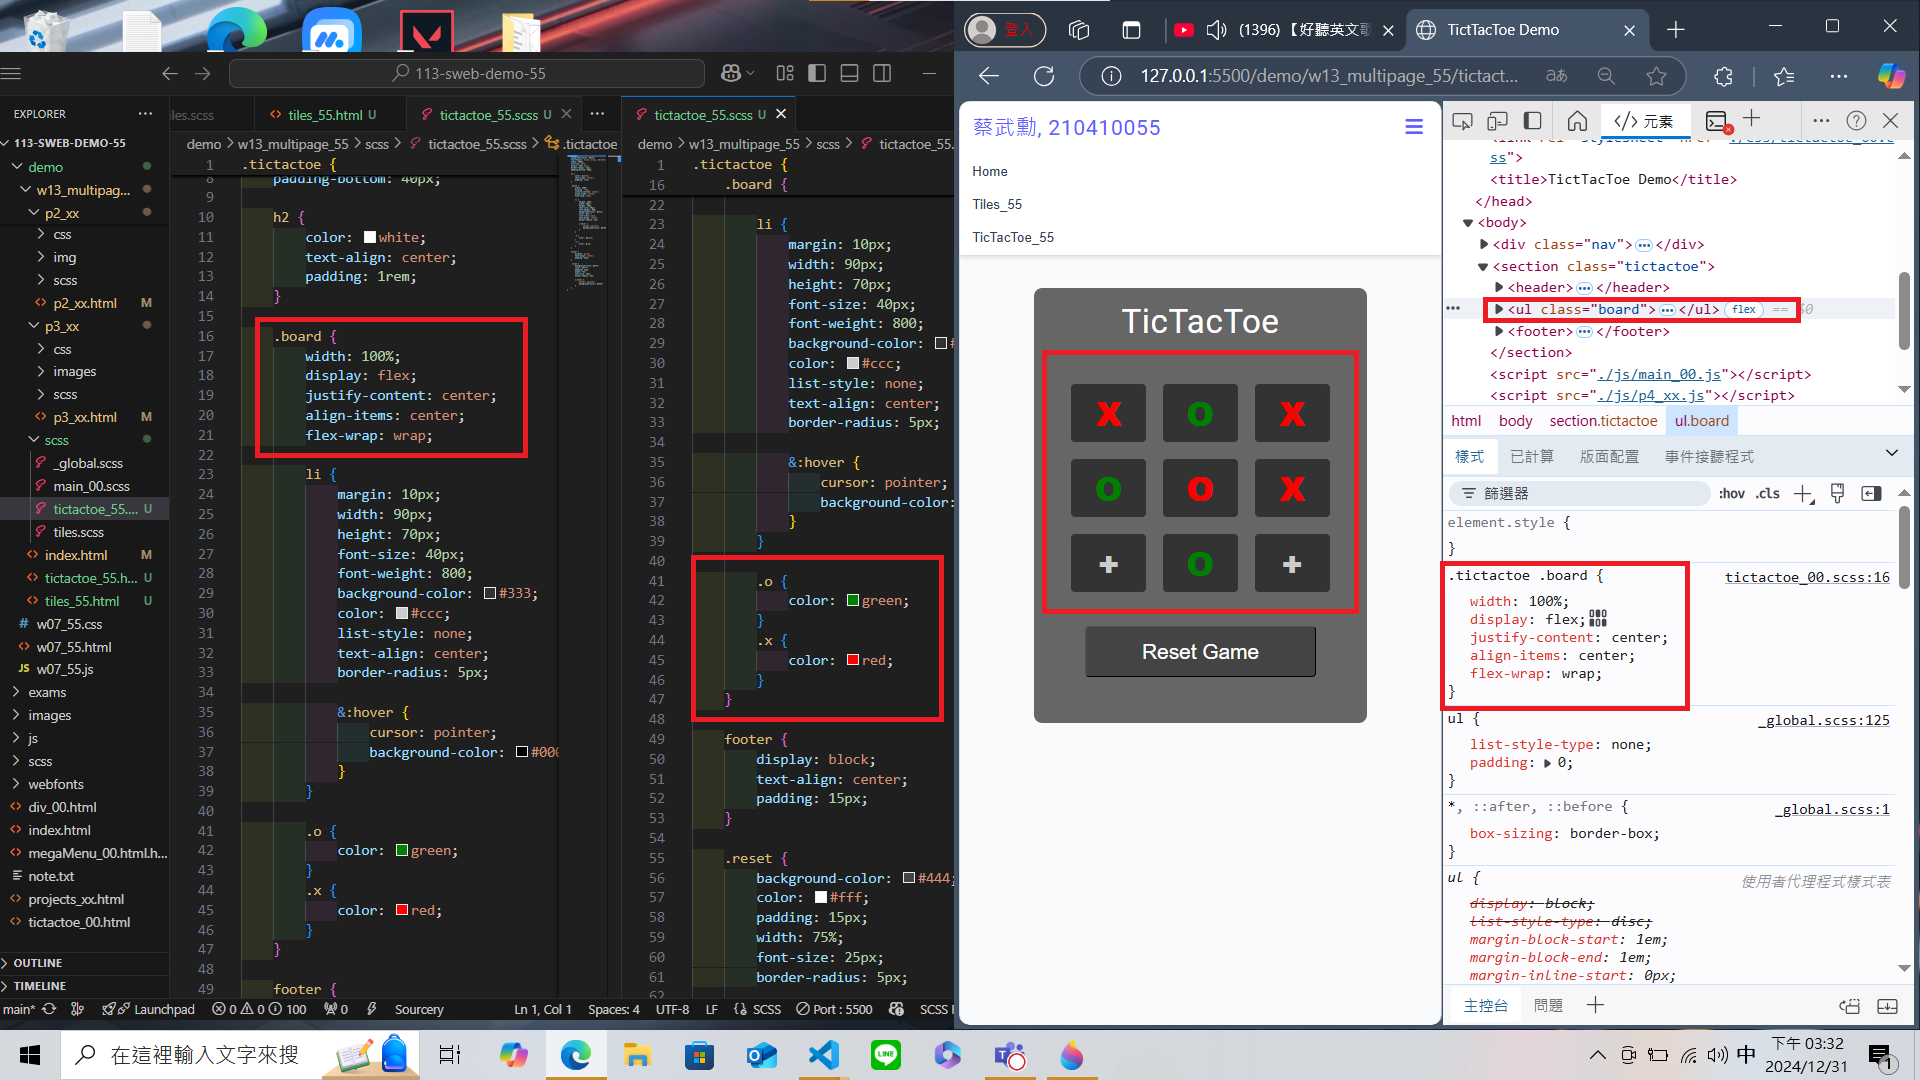 113-sweb-demo-55
EXPLORER
113-SWEB-DEMO-55
demo
w13_multipag...
p2_xx
css
img
scss
p2_xx.html M
p3_xx
css
images
scss
p3_xx.html M
scss
_global.scss
main_00.scss
tictactoe_55.... U
tiles.scss
index.html M
tictactoe_55.h... U
tiles_55.html U
w07_55.css
w07_55.html
JS w07_55.js
exams
images
js
scss
webfonts
div_00.html
index.html
megaMenu_00.html.h...
note.txt
projects_xx.html
tictactoe_00.html
OUTLINE
TIMELINE
iles.scss
tiles_55.html U
tictactoe_55.scss U
demo > w13_multipage_55 > scss > tictactoe_55.scss > .tictactoe
1 .tictactoe {
8 padding-bottom: 40px;
9
10 h2 {
11 color: white;
12 text-align: center;
13 padding: 1rem;
14 }
15
16 .board {
17 width: 100%;
18 display: flex;
19 justify-content: center;
20 align-items: center;
21 flex-wrap: wrap;
22
23 li {
24 margin: 10px;
25 width: 90px;
26 height: 70px;
27 font-size: 40px;
28 font-weight: 800;
29 background-color: #333;
30 color: #ccc;
31 list-style: none;
32 text-align: center;
33 border-radius: 5px;
34
35 &:hover {
36 cursor: pointer;
37 background-color: #000
38 }
39 }
40
41 .o {
42 color: green;
43 }
44 .x {
45 color: red;
46 }
47 }
48
49 footer {
tictactoe_55.scss U
demo > w13_multipage_55 > scss > tictactoe_55.
1 .tictactoe {
16 .board {
22
23 li {
24 margin: 10px;
25 width: 90px;
26 height: 70px;
27 font-size: 40px;
28 font-weight: 800;
29 background-color: #
30 color: #ccc;
31 list-style: none;
32 text-align: center;
33 border-radius: 5px;
34
35 &:hover {
36 cursor: pointer;
37 background-color:
38 }
39 }
40
41 .o {
42 color: green;
43 }
44 .x {
45 color: red;
46 }
47 }
48
49 footer {
50 display: block;
51 text-align: center;
52 padding: 15px;
53 }
54
55 .reset {
56 background-color: #444;
57 color: #fff;
58 padding: 15px;
59 width: 75%;
60 font-size: 25px;
61 border-radius: 5px;
62
main* Launchpad 0 0 100 0 Sourcery Ln 1, Col 1 Spaces: 4 UTF-8 LF SCSS Port : 5500 SCSS
登入
(1396) 【好聽英文歌
TictTacToe Demo
127.0.0.1:5500/demo/w13_multipage_55/tictact...
蔡武勳, 210410055
Home
Tiles_55
TicTacToe_55
TicTacToe
X O X
O O X
+ O +
Reset Game
元素
ss">
<title>TictTacToe Demo</title>
</head>
<body>
<div class="nav"> </div>
<section class="tictactoe">
<header> </header>
<ul class="board"> </ul> flex == $0
<footer> </footer>
</section>
<script src="./js/main_00.js"></script>
<script src="./js/p4_xx.js"></script>
html body section.tictactoe ul.board
樣式 已計算 版面配置 事件接聽程式
篩選器 :hov .cls
element.style {
}
.tictactoe .board { tictactoe_00.scss:16
width: 100%;
display: flex;
justify-content: center;
align-items: center;
flex-wrap: wrap;
}
ul { _global.scss:125
list-style-type: none;
padding: 0;
}
*, ::after, ::before { _global.scss:1
box-sizing: border-box;
}
ul { 使用者代理程式樣式表
display: block;
list-style-type: disc;
margin-block-start: 1em;
margin-block-end: 1em;
margin-inline-start: 0px;
主控台 問題
在這裡輸入文字來搜
中
下午 03:32
2024/12/31
1